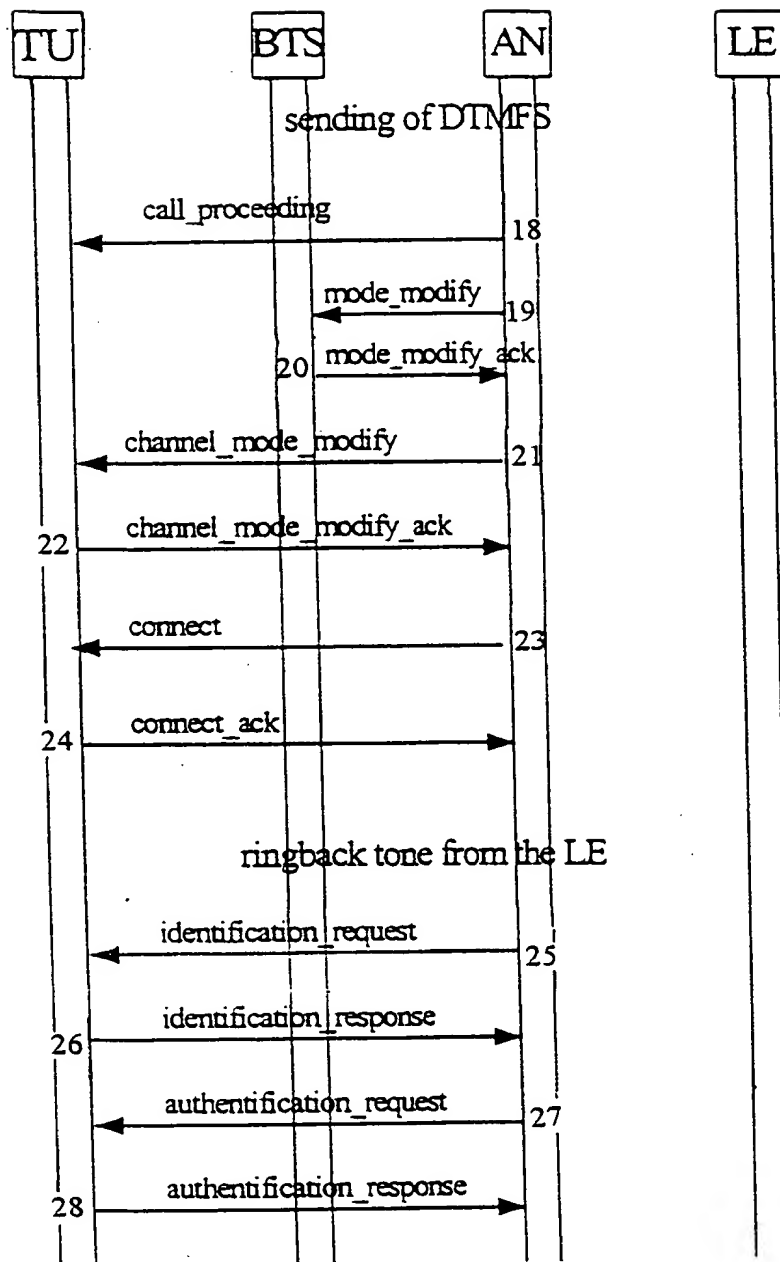 TU BTS AN LE
sending of DTMFS
call_proceeding
18
mode_modify
19
20 mode_modify_ack
channel_mode_modify
21
22 channel_mode_modify_ack
connect
23
24 connect_ack
ringback tone from the LE
identification_request
25
26 identification_response
authentification_request
27
28 authentification_response